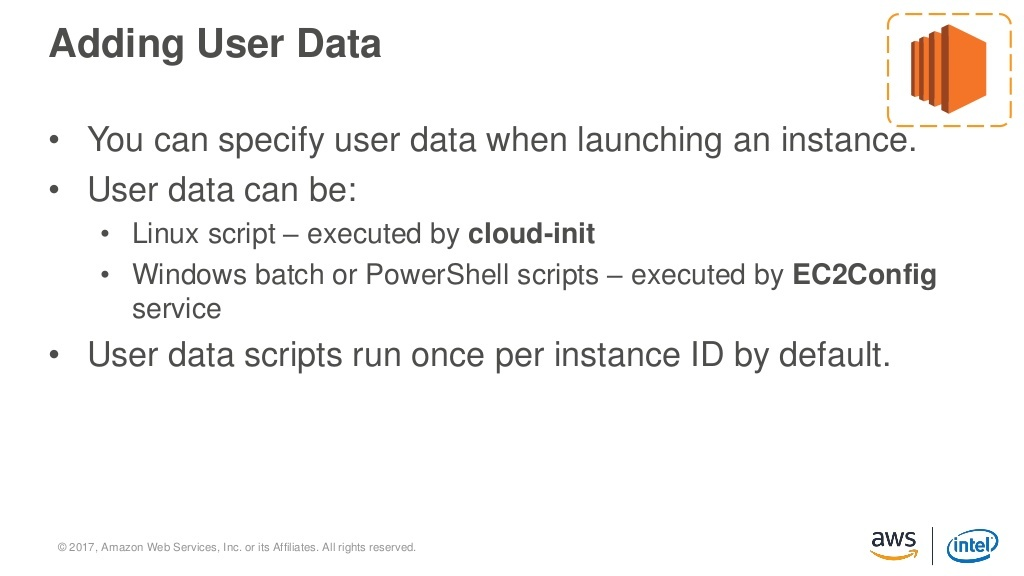 Adding User Data
• You can specify user data when launching an instance.
• User data can be:
• Linux script – executed by cloud-init
• Windows batch or PowerShell scripts – executed by EC2Config
service
• User data scripts run once per instance ID by default.
© 2017, Amazon Web Services, Inc. or its Affiliates. All rights reserved.
aws
intel